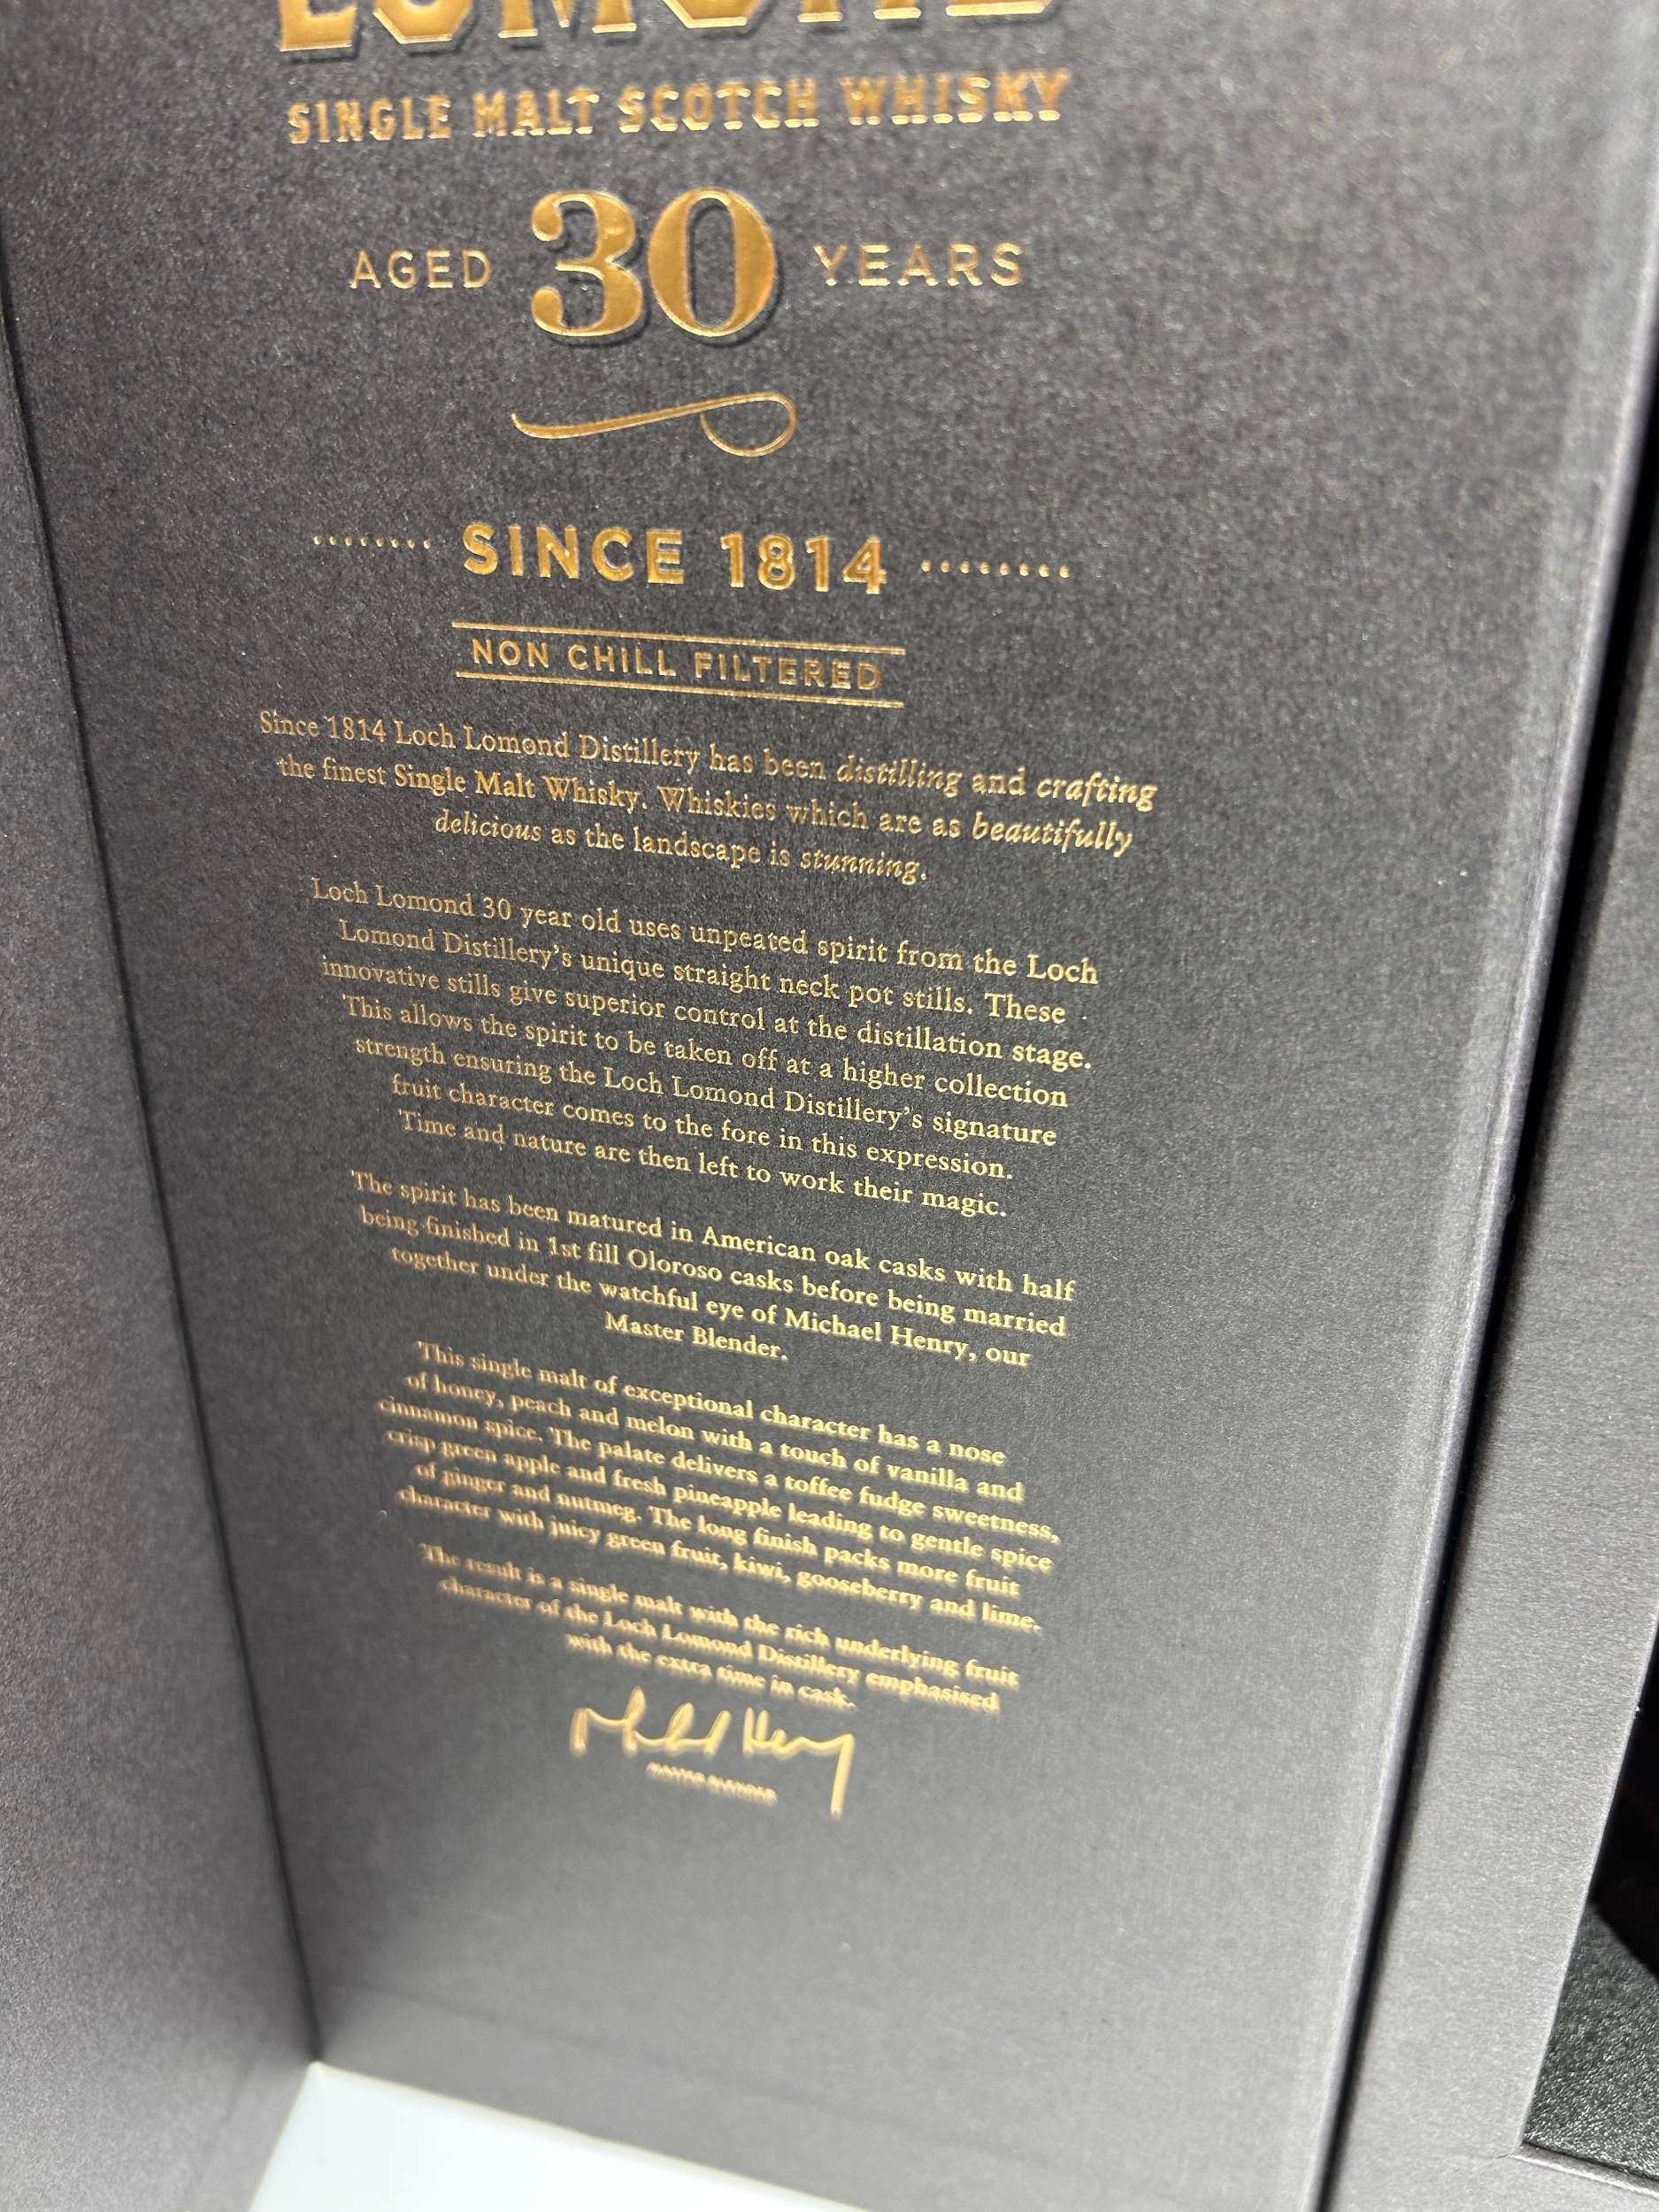 LOMOND
SINGLE MALT SCOTCH WHISKY
AGED 30 YEARS
SINCE 1814
NON CHILL FILTERED
Since 1814 Loch Lomond Distillery has been distilling and crafting
the finest Single Malt Whisky. Whiskies which are as beautifully
delicious as the landscape is stunning.
Loch Lomond 30 year old uses unpeated spirit from the Loch
Lomond Distillery's unique straight neck pot stills. These
innovative stills give superior control at the distillation stage.
This allows the spirit to be taken off at a higher collection
strength ensuring the Loch Lomond Distillery's signature
fruit character comes to the fore in this expression.
Time and nature are then left to work their magic.
The spirit has been matured in American oak casks with half
being finished in 1st fill Oloroso casks before being married
together under the watchful eye of Michael Henry, our
Master Blender.
This single malt of exceptional character has a nose
of honey, peach and melon with a touch of vanilla and
cinnamon spice. The palate delivers a toffee fudge sweetness,
crisp green apple and fresh pineapple leading to gentle spice
of ginger and nutmeg. The long finish packs more fruit
character with juicy green fruit, kiwi, gooseberry and lime.
The result is a single malt with the rich underlying fruit
character of the Loch Lomond Distillery emphasised
with the extra time in cask.
Michael Henry
MASTER BLENDER